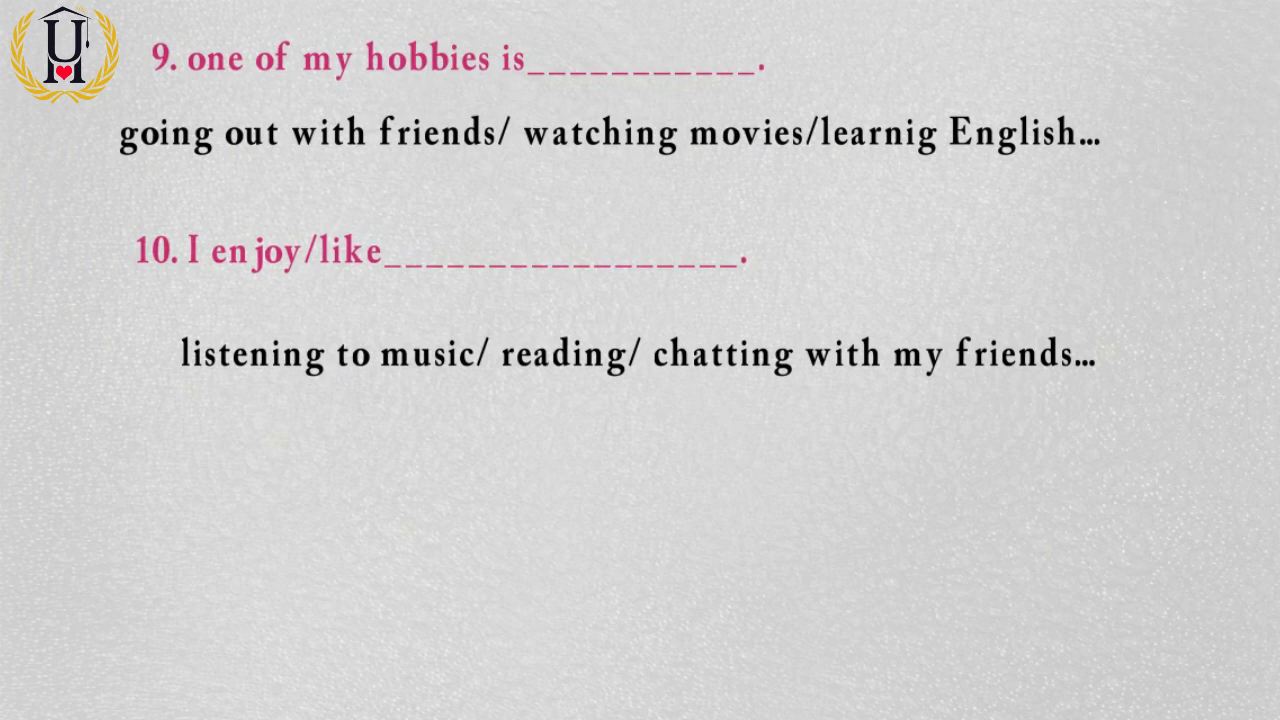 9. one of my hobbies is___________.
going out with friends/ watching movies/learnig English...
10. I enjoy/like_________________.
listening to music/ reading/ chatting with my friends...